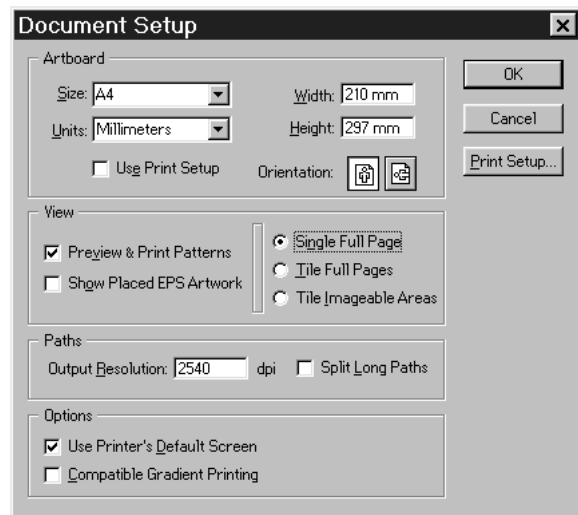 Document Setup
Artboard
Size: A4
Width: 210 mm
OK
Units: Millimeters
Height: 297 mm
Cancel
Use Print Setup
Orientation:
Print Setup...
View
Preview & Print Patterns
Single Full Page
Show Placed EPS Artwork
Tile Full Pages
Tile Imageable Areas
Paths
Output Resolution: 2540 dpi
Split Long Paths
Options
Use Printer's Default Screen
Compatible Gradient Printing